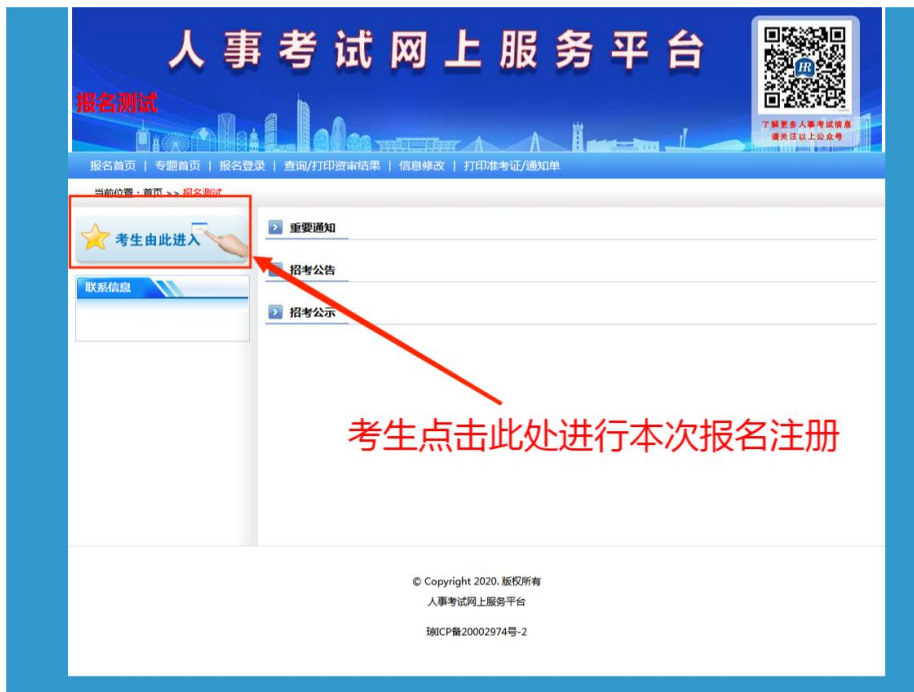 人事考试网上服务平台
报名测试
了解更多人事考试信息
请关注以上公众号
报名首页 | 专题首页 | 报名登录 | 查询/打印资审结果 | 信息修改 | 打印准考证/通知单
当前位置：首页 >> 报名测试
考生由此进入
重要通知
招考公告
联系信息
招考公示
考生点击此处进行本次报名注册
© Copyright 2020. 版权所有
人事考试网上服务平台
琼ICP备20002974号-2